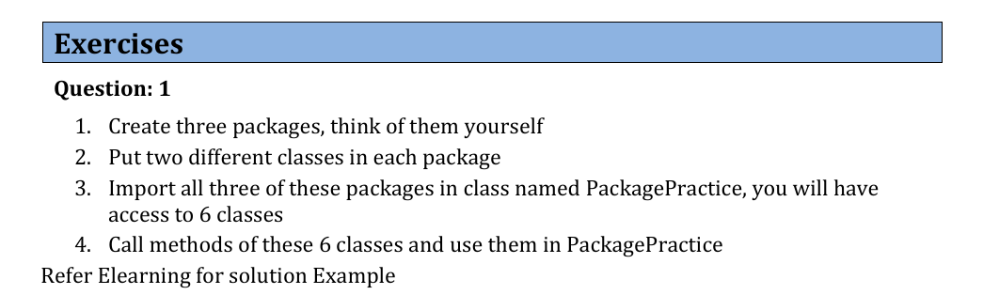 Exercises
Question: 1
1. Create three packages, think of them yourself
2. Put two different classes in each package
3. Import all three of these packages in class named PackagePractice, you will have
access to 6 classes
4. Call methods of these 6 classes and use them in PackagePractice
Refer Elearning for solution Example